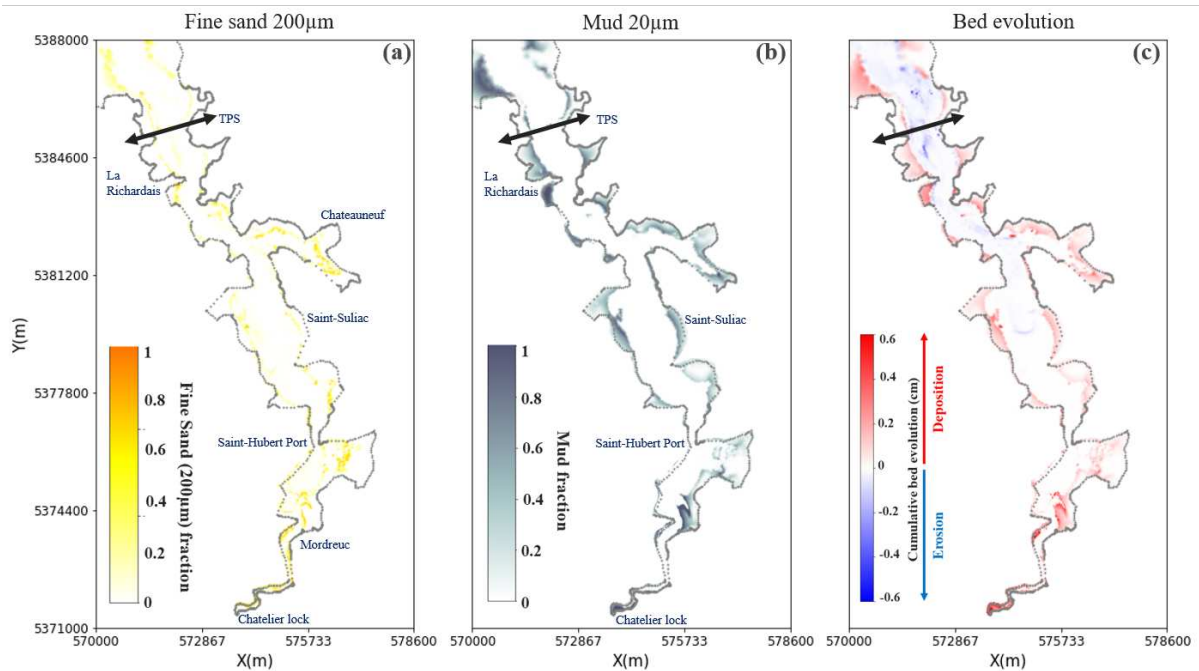 Fine sand 200µm
Mud 20µm
Bed evolution
5388000
5384600
5381200
5377800
5374400
5371000
Y(m)
(a)
TPS
La
Richardais
Chateauneuf
Saint-Suliac
Saint-Hubert Port
Mordreuc
Chatelier lock
1
0.8
0.6
0.4
0.2
0
Fine Sand (200µm) fraction
570000
572867
575733
578600
X(m)
(b)
TPS
La
Richardais
Saint-Suliac
Saint-Hubert Port
Chatelier lock
1
0.8
0.6
0.4
0.2
0
Mud fraction
570000
572867
575733
578600
X(m)
(c)
0.6
0.4
0.2
0
-0.2
-0.4
-0.6
Cumulative bed evolution (cm)
Deposition
Erosion
570000
572867
575733
578600
X(m)